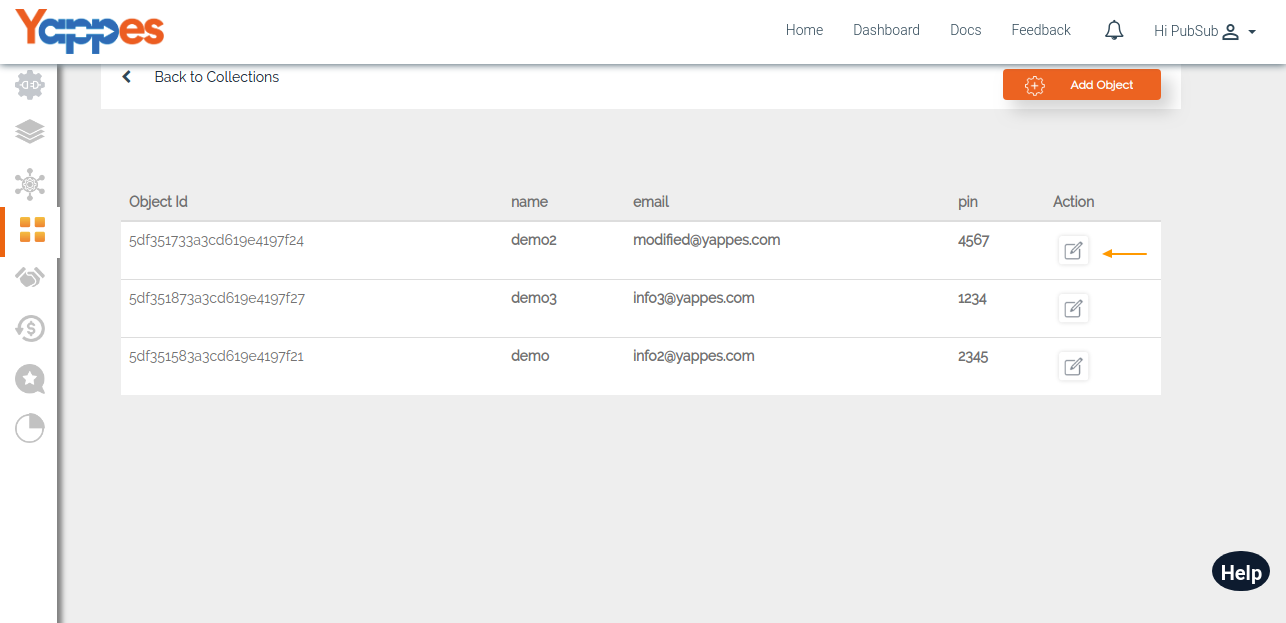 Yappes
Home Dashboard Docs Feedback Hi PubSub
Back to Collections
Add Object
Object Id name email pin Action
5df351733a3cd619e4197f24 demo2 modified@yappes.com 4567
5df351873a3cd619e4197f27 demo3 info3@yappes.com 1234
5df351583a3cd619e4197f21 demo info2@yappes.com 2345
Help